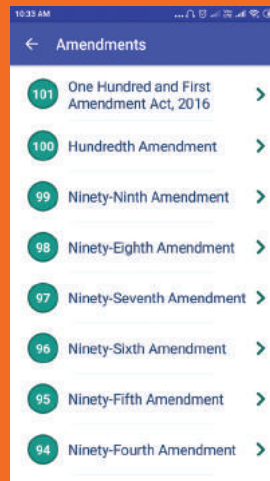 10:33 AM
← Amendments
101
One Hundred and First
Amendment Act, 2016
100 Hundredth Amendment
99 Ninety-Ninth Amendment
98 Ninety-Eighth Amendment
97 Ninety-Seventh Amendment
96 Ninety-Sixth Amendment
95 Ninety-Fifth Amendment
94 Ninety-Fourth Amendment